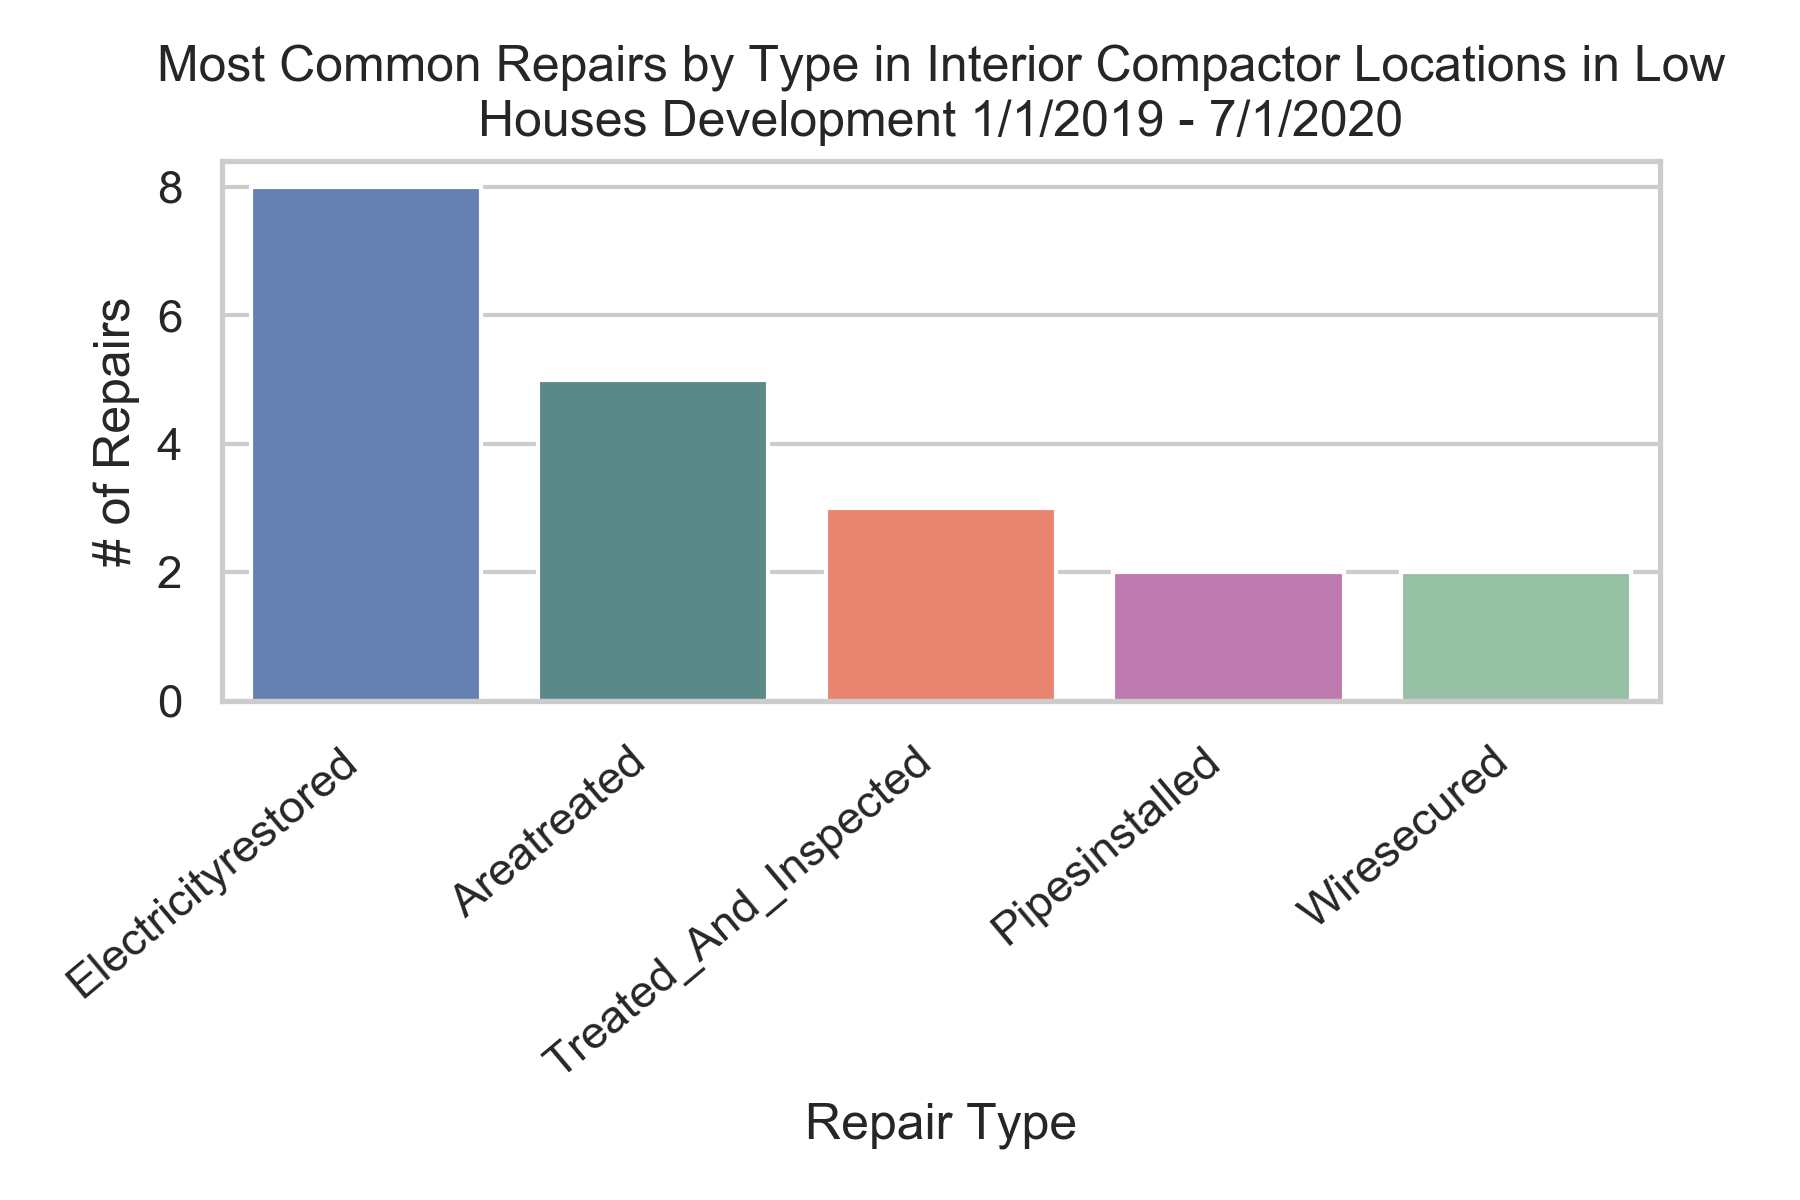 Most Common Repairs by Type in Interior Compactor Locations in Low
Houses Development 1/1/2019 - 7/1/2020
# of Repairs
8
6
4
2
0
Electricityrestored
Areatreated
Treated_And_Inspected
Pipesinstalled
Wiresecured
Repair Type